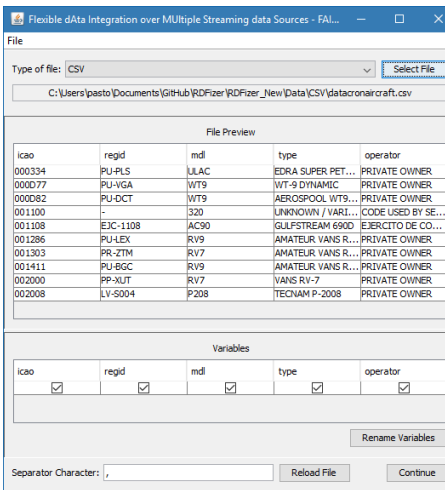 Flexible dAta Integration over MUltiple Streaming data Sources - FAI...
File
Type of file: CSV Select File
C:\Users\pasto\Documents\GitHub\RDFizer\RDFizer_New\Data\CSV\datacronaircraft.csv
File Preview
icao regid mdl type operator
000334 PU-PLS ULAC EDRA SUPER PET... PRIVATE OWNER
000D77 PU-VGA WT9 WT-9 DYNAMIC PRIVATE OWNER
000D82 PU-DCT WT9 AEROSPOOL WT9... PRIVATE OWNER
001100 - 320 UNKNOWN / VARI... CODE USED BY SE...
001108 EJC-1108 AC90 GULFSTREAM 690D EJERCITO DE CO...
001286 PU-LEX RV9 AMATEUR VANS R... PRIVATE OWNER
001303 PR-ZTM RV7 AMATEUR VANS R... PRIVATE OWNER
001411 PU-BGC RV9 AMATEUR VANS R... PRIVATE OWNER
002000 PP-XUT RV7 VANS RV-7 PRIVATE OWNER
002008 LV-S004 P208 TECNAM P-2008 PRIVATE OWNER
Variables
icao regid mdl type operator
Rename Variables
Separator Character: , Reload File Continue